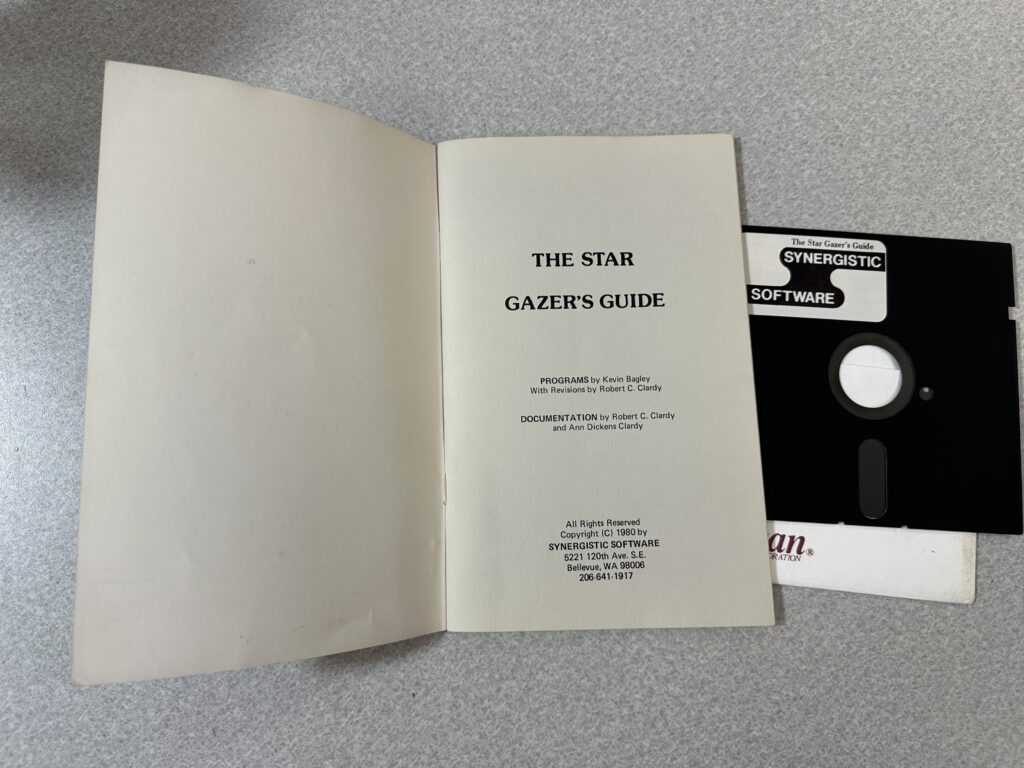 THE STAR
GAZER'S GUIDE
PROGRAMS by Kevin Bagley
With Revisions by Robert C. Clardy
DOCUMENTATION by Robert C. Clardy
and Ann Dickens Clardy
All Rights Reserved
Copyright (C) 1980 by
SYNERGISTIC SOFTWARE
5221 120th Ave. S.E.
Bellevue, WA 98006
206-641-1917
The Star Gazer's Guide
SYNERGISTIC
SOFTWARE
an®
ORATION